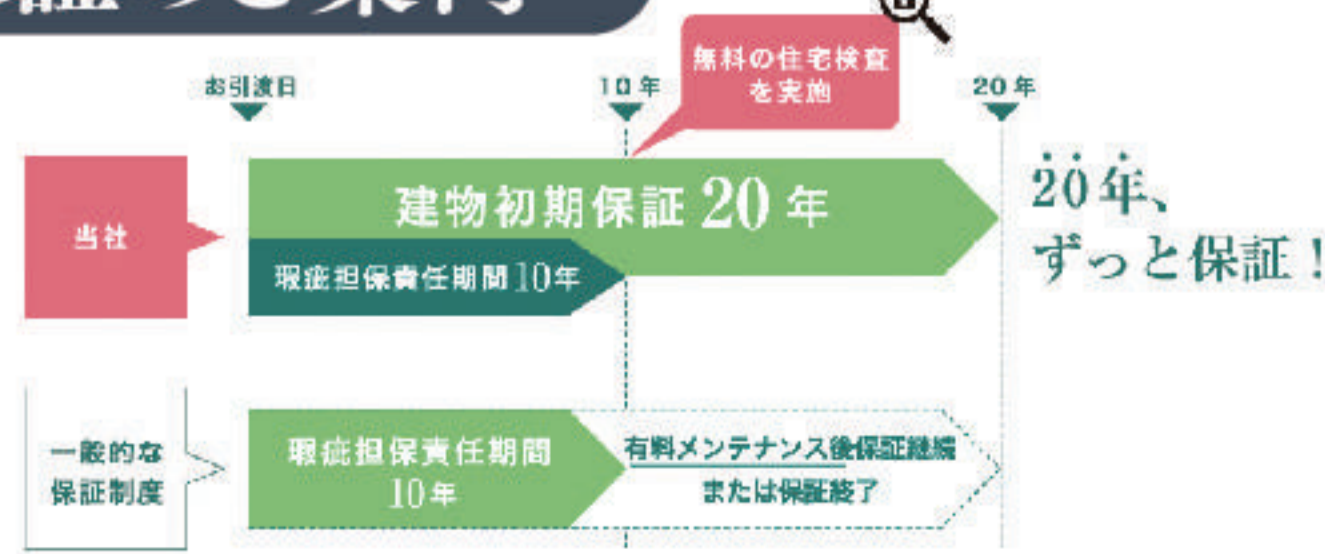 お引渡日
10年
無料の住宅検査
を実施
20年
当社
建物初期保証20年
瑕疵担保責任期間10年
20年、
ずっと保証！
一般的な
保証制度
瑕疵担保責任期間
10年
有料メンテナンス後保証継続
または保証終了